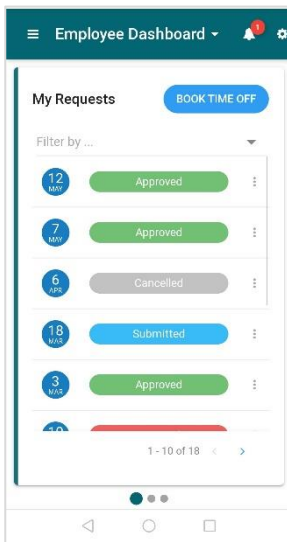 Employee Dashboard
1
My Requests
BOOK TIME OFF
Filter by ...
12
MAY
Approved
7
MAY
Approved
6
APR
Cancelled
18
MAR
Submitted
3
MAR
Approved
1 - 10 of 18